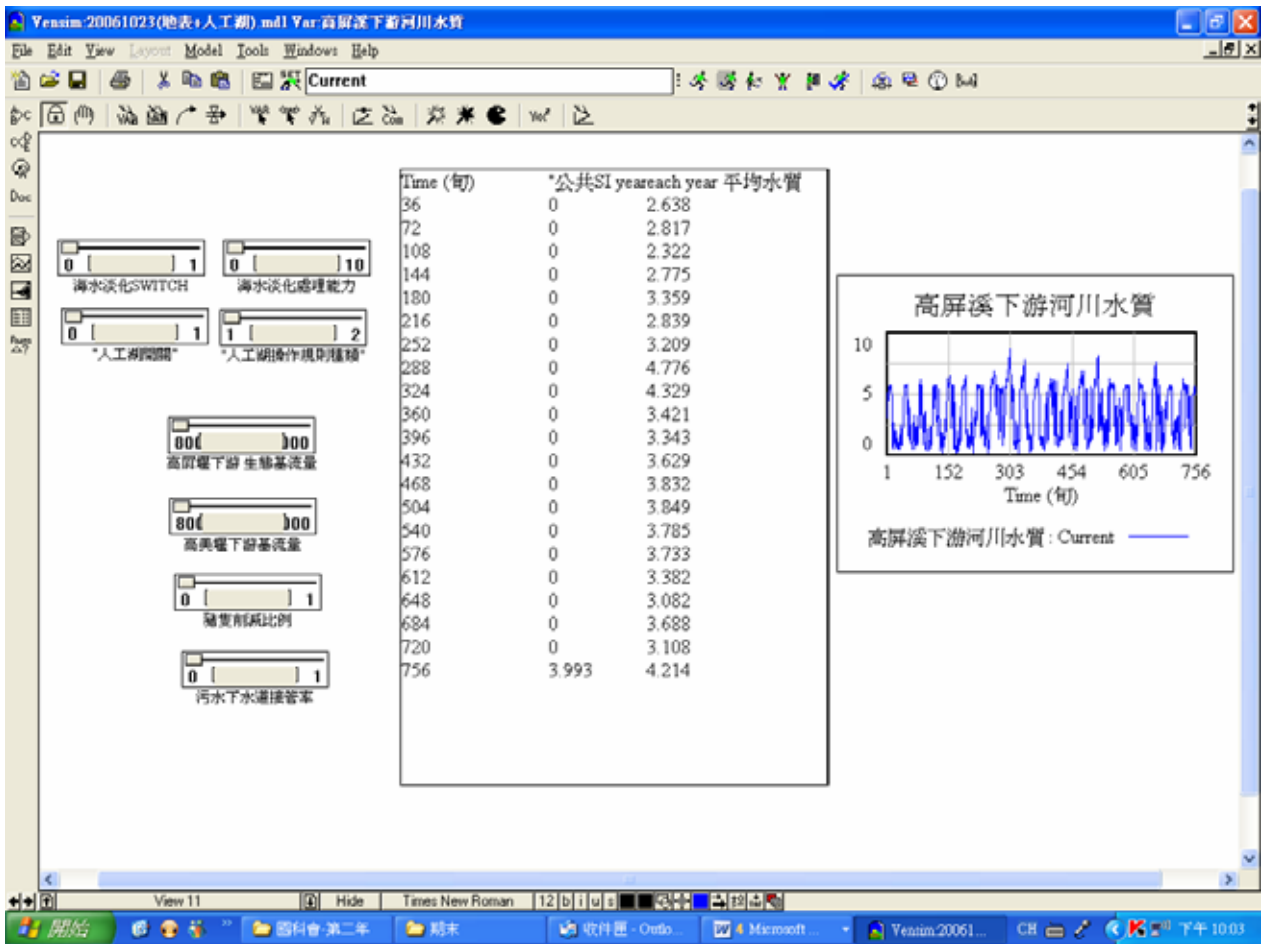 Vensim:20061023(地表+人工湖).mdl Var:高屏溪下游河川水質
File Edit View Layout Model Tools Windows Help
Current
Doc
Time (旬) "公共SI yeareach year 平均水質
36 0 2.638
72 0 2.817
108 0 2.322
144 0 2.775
180 0 3.359
216 0 2.839
252 0 3.209
288 0 4.776
324 0 4.329
360 0 3.421
396 0 3.343
432 0 3.629
468 0 3.832
504 0 3.849
540 0 3.785
576 0 3.733
612 0 3.382
648 0 3.082
684 0 3.688
720 0 3.108
756 3.993 4.214
0 [ ] 1
海水淡化SWITCH
0 [ ] 10
海水淡化處理能力
0 [ ] 1
"人工湖開關"
1 [ ] 2
"人工湖操作規則種類"
800 000
高屏堰下游 生態基流量
800 000
高美堰下游基流量
0 [ ] 1
豬隻削減比例
0 [ ] 1
污水下水道接管率
高屏溪下游河川水質
10
5
0
1 152 303 454 605 756
Time (旬)
高屏溪下游河川水質 : Current
View 11 Hide Times New Roman 12 b i u s
開始 國科會-第二年 期末 收件匣 - Outlo... 4 Microsoft ... Vensim:20061... CH 下午 10:03